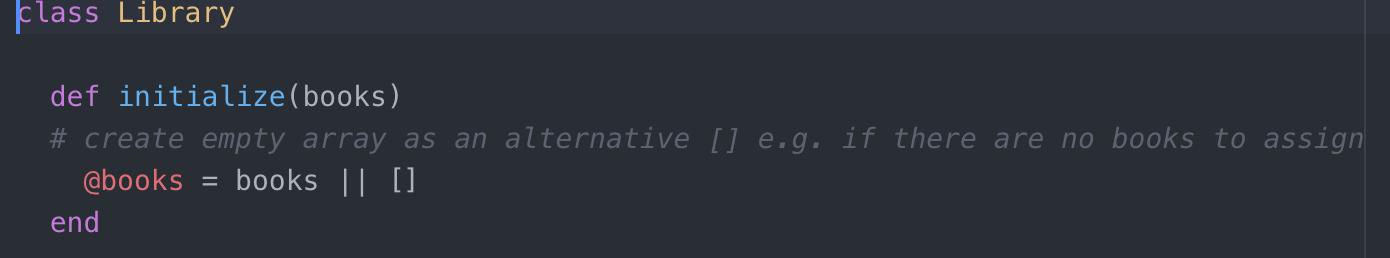 class Library
def initialize(books)
# create empty array as an alternative [] e.g. if there are no books to assign
@books = books || []
end